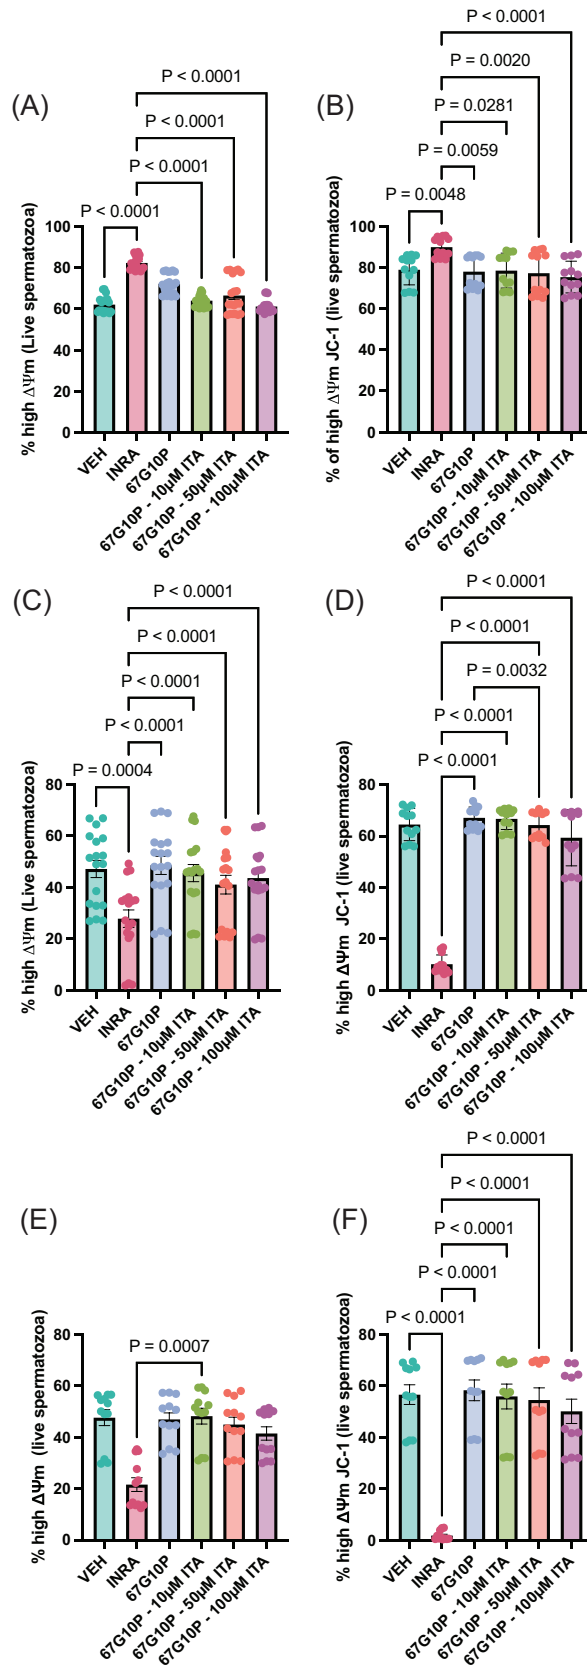 (A)
P < 0.0001
P < 0.0001
P < 0.0001
P < 0.0001
% high ΔΨm (Live spermatozoa)
100
80
60
40
20
0
VEH
INRA
67G10P
67G10P - 10µM ITA
67G10P - 50µM ITA
67G10P - 100µM ITA
(B)
P < 0.0001
P = 0.0020
P = 0.0281
P = 0.0059
P = 0.0048
% of high ΔΨm JC-1 (live spermatozoa)
100
80
60
40
20
0
VEH
INRA
67G10P
67G10P - 10µM ITA
67G10P - 50µM ITA
67G10P - 100µM ITA
(C)
P < 0.0001
P < 0.0001
P < 0.0001
P < 0.0001
P = 0.0004
% high ΔΨm (Live spermatozoa)
80
60
40
20
0
VEH
INRA
67G10P
67G10P - 10µM ITA
67G10P - 50µM ITA
67G10P - 100µM ITA
(D)
P < 0.0001
P < 0.0001
P = 0.0032
P < 0.0001
P < 0.0001
% high ΔΨm JC-1 (live spermatozoa)
80
60
40
20
0
VEH
INRA
67G10P
67G10P - 10µM ITA
67G10P - 50µM ITA
67G10P - 100µM ITA
(E)
P = 0.0007
% high ΔΨm (live spermatozoa)
80
60
40
20
0
VEH
INRA
67G10P
67G10P - 10µM ITA
67G10P - 50µM ITA
67G10P - 100µM ITA
(F)
P < 0.0001
P < 0.0001
P < 0.0001
P < 0.0001
P < 0.0001
% high ΔΨm JC-1 (live spermatozoa)
80
60
40
20
0
VEH
INRA
67G10P
67G10P - 10µM ITA
67G10P - 50µM ITA
67G10P - 100µM ITA